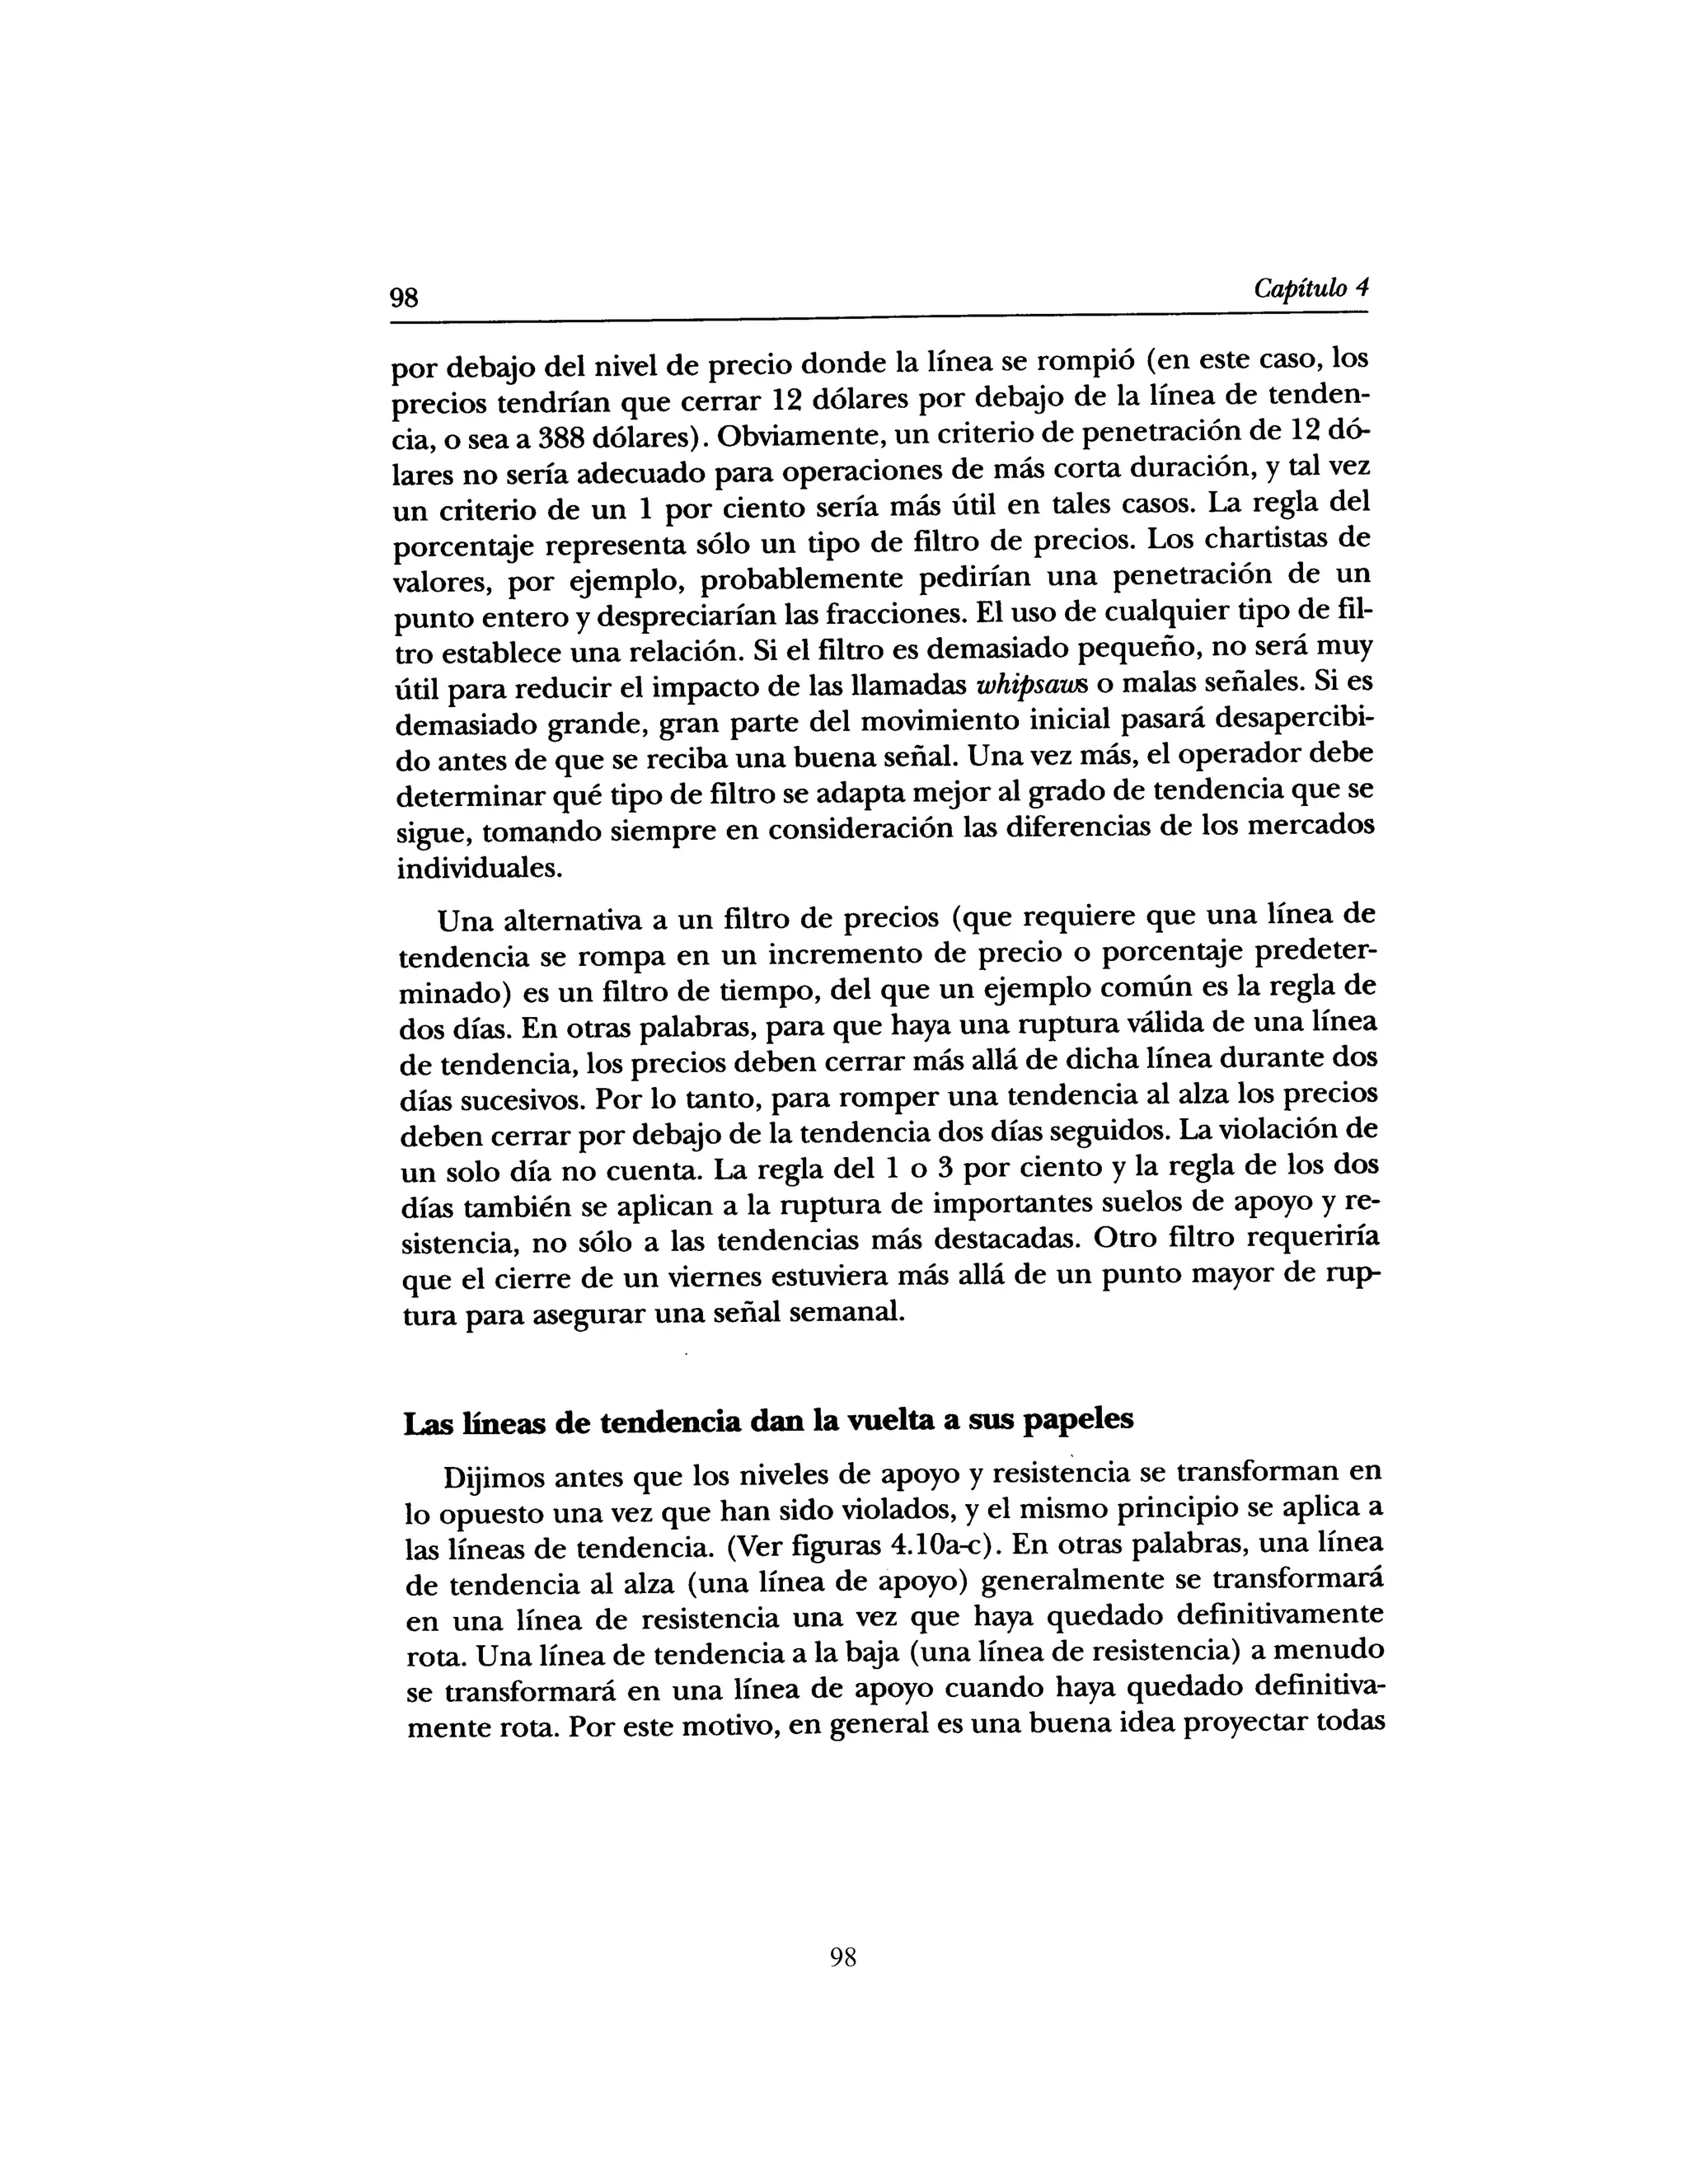 98
Capítulo 4
por debajo del nivel de precio donde la línea se rompió (en este caso, los
precios tendrían que cerrar 12 dólares por debajo de la línea de tenden-
cia, o sea a 388 dólares). Obviamente, un criterio de penetración de 12 dó-
lares no sería adecuado para operaciones de más corta duración, y tal vez
un criterio de un 1 por ciento sería más útil en tales casos. La regla del
porcentaje representa sólo un tipo de filtro de precios. Los chartistas de
valores, por ejemplo, probablemente pedirían una penetración de un
punto entero y despreciarían las fracciones. El uso de cualquier tipo de fil-
tro establece una relación. Si el filtro es demasiado pequeño, no será muy
útil para reducir el impacto de las llamadas whipsaws o malas señales. Si es
demasiado grande, gran parte del movimiento inicial pasará desapercibi-
do antes de que se reciba una buena señal. Una vez más, el operador debe
determinar qué tipo de filtro se adapta mejor al grado de tendencia que se
sigue, tomando siempre en consideración las diferencias de los mercados
individuales.
Una alternativa a un filtro de precios (que requiere que una línea de
tendencia se rompa en un incremento de precio o porcentaje predeter-
minado) es un filtro de tiempo, del que un ejemplo común es la regla de
dos días. En otras palabras, para que haya una ruptura válida de una línea
de tendencia, los precios deben cerrar más allá de dicha línea durante dos
días sucesivos. Por lo tanto, para romper una tendencia al alza los precios
deben cerrar por debajo de la tendencia dos días seguidos. La violación de
un solo día no cuenta. La regla del 1 o 3 por ciento y la regla de los dos
días también se aplican a la ruptura de importantes suelos de apoyo y re-
sistencia, no sólo a las tendencias más destacadas. Otro filtro requeriría
que el cierre de un viernes estuviera más allá de un punto mayor de rup-
tura para asegurar una señal semanal.
Las líneas de tendencia dan la vuelta a sus papeles
Dijimos antes que los niveles de apoyo y resistencia se transforman en
lo opuesto una vez que han sido violados, y el mismo principio se aplica a
las líneas de tendencia. (Ver figuras 4.10a-c). En otras palabras, una línea
de tendencia al alza (una línea de apoyo) generalmente se transformará
en una línea de resistencia una vez que haya quedado definitivamente
rota. Una línea de tendencia a la baja (una línea de resistencia) a menudo
se transformará en una línea de apoyo cuando haya quedado definitiva-
mente rota. Por este motivo, en general es una buena idea proyectar todas
98